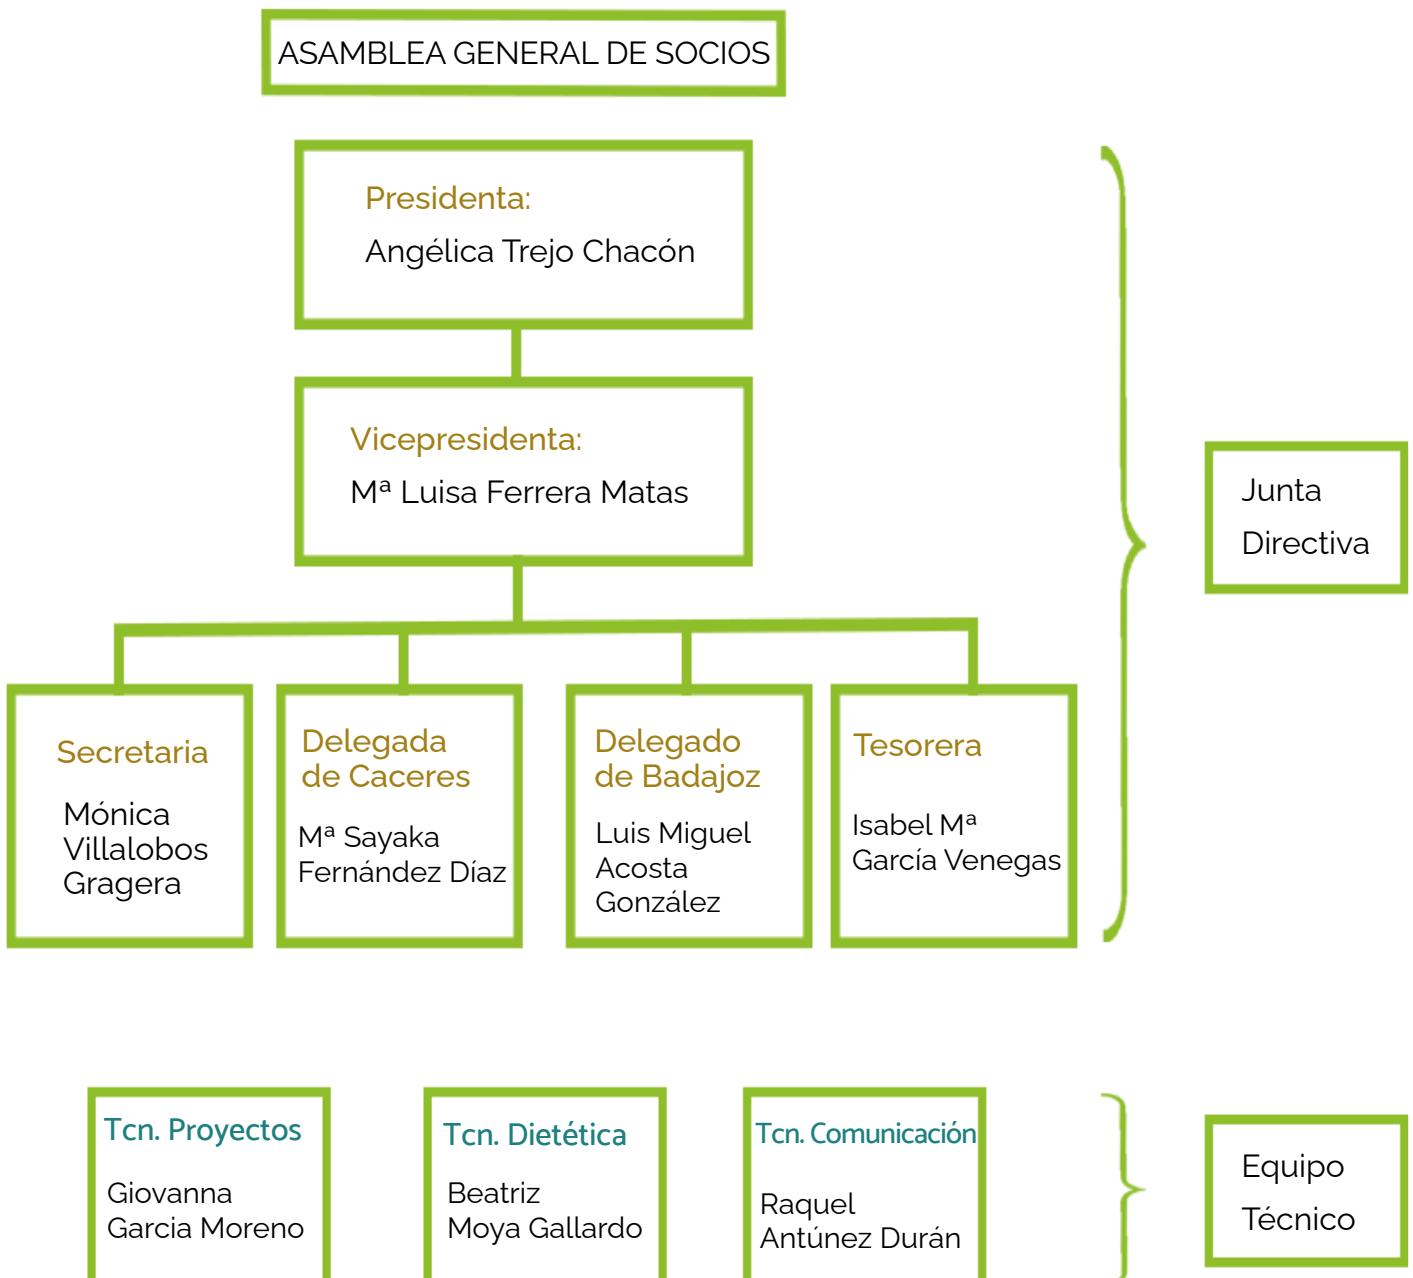 ASAMBLEA GENERAL DE SOCIOS
Presidenta:
Angélica Trejo Chacón
Vicepresidenta:
Mª Luisa Ferrera Matas
Junta
Directiva
Secretaria
Mónica
Villalobos
Gragera
Delegada
de Caceres
Mª Sayaka
Fernández Díaz
Delegado
de Badajoz
Luis Miguel
Acosta
González
Tesorera
Isabel Mª
García Venegas
Tcn. Proyectos
Giovanna
Garcia Moreno
Tcn. Dietética
Beatriz
Moya Gallardo
Tcn. Comunicación
Raquel
Antúnez Durán
Equipo
Técnico